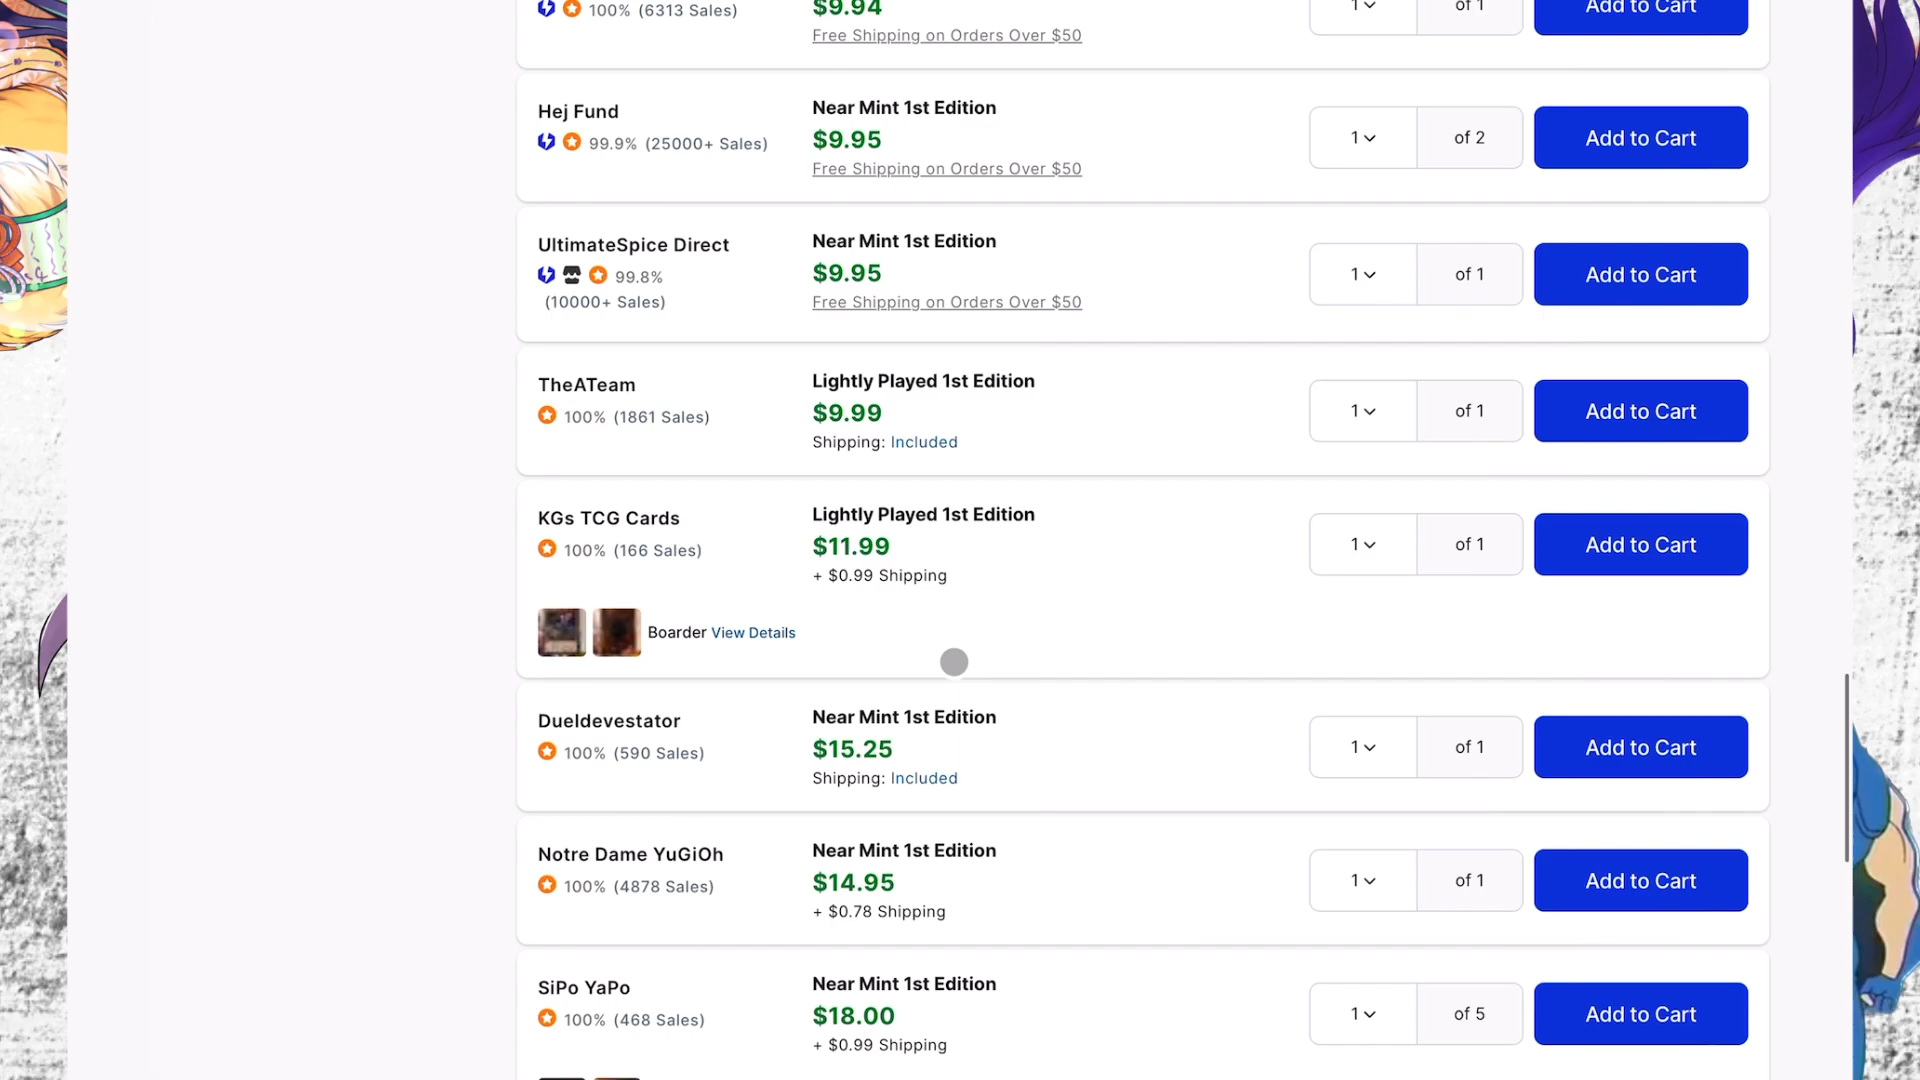 100% (6313 Sales)
$9.94
Free Shipping on Orders Over $50
1
of 1
Add to Cart
Hej Fund
99.9% (25000+ Sales)
Near Mint 1st Edition
$9.95
Free Shipping on Orders Over $50
1
of 2
Add to Cart
UltimateSpice Direct
99.8%
(10000+ Sales)
Near Mint 1st Edition
$9.95
Free Shipping on Orders Over $50
1
of 1
Add to Cart
TheATeam
100% (1861 Sales)
Lightly Played 1st Edition
$9.99
Shipping: Included
1
of 1
Add to Cart
KGs TCG Cards
100% (166 Sales)
Lightly Played 1st Edition
$11.99
+ $0.99 Shipping
1
of 1
Add to Cart
Boarder View Details
Dueldevestator
100% (590 Sales)
Near Mint 1st Edition
$15.25
Shipping: Included
1
of 1
Add to Cart
Notre Dame YuGiOh
100% (4878 Sales)
Near Mint 1st Edition
$14.95
+ $0.78 Shipping
1
of 1
Add to Cart
SiPo YaPo
100% (468 Sales)
Near Mint 1st Edition
$18.00
+ $0.99 Shipping
1
of 5
Add to Cart